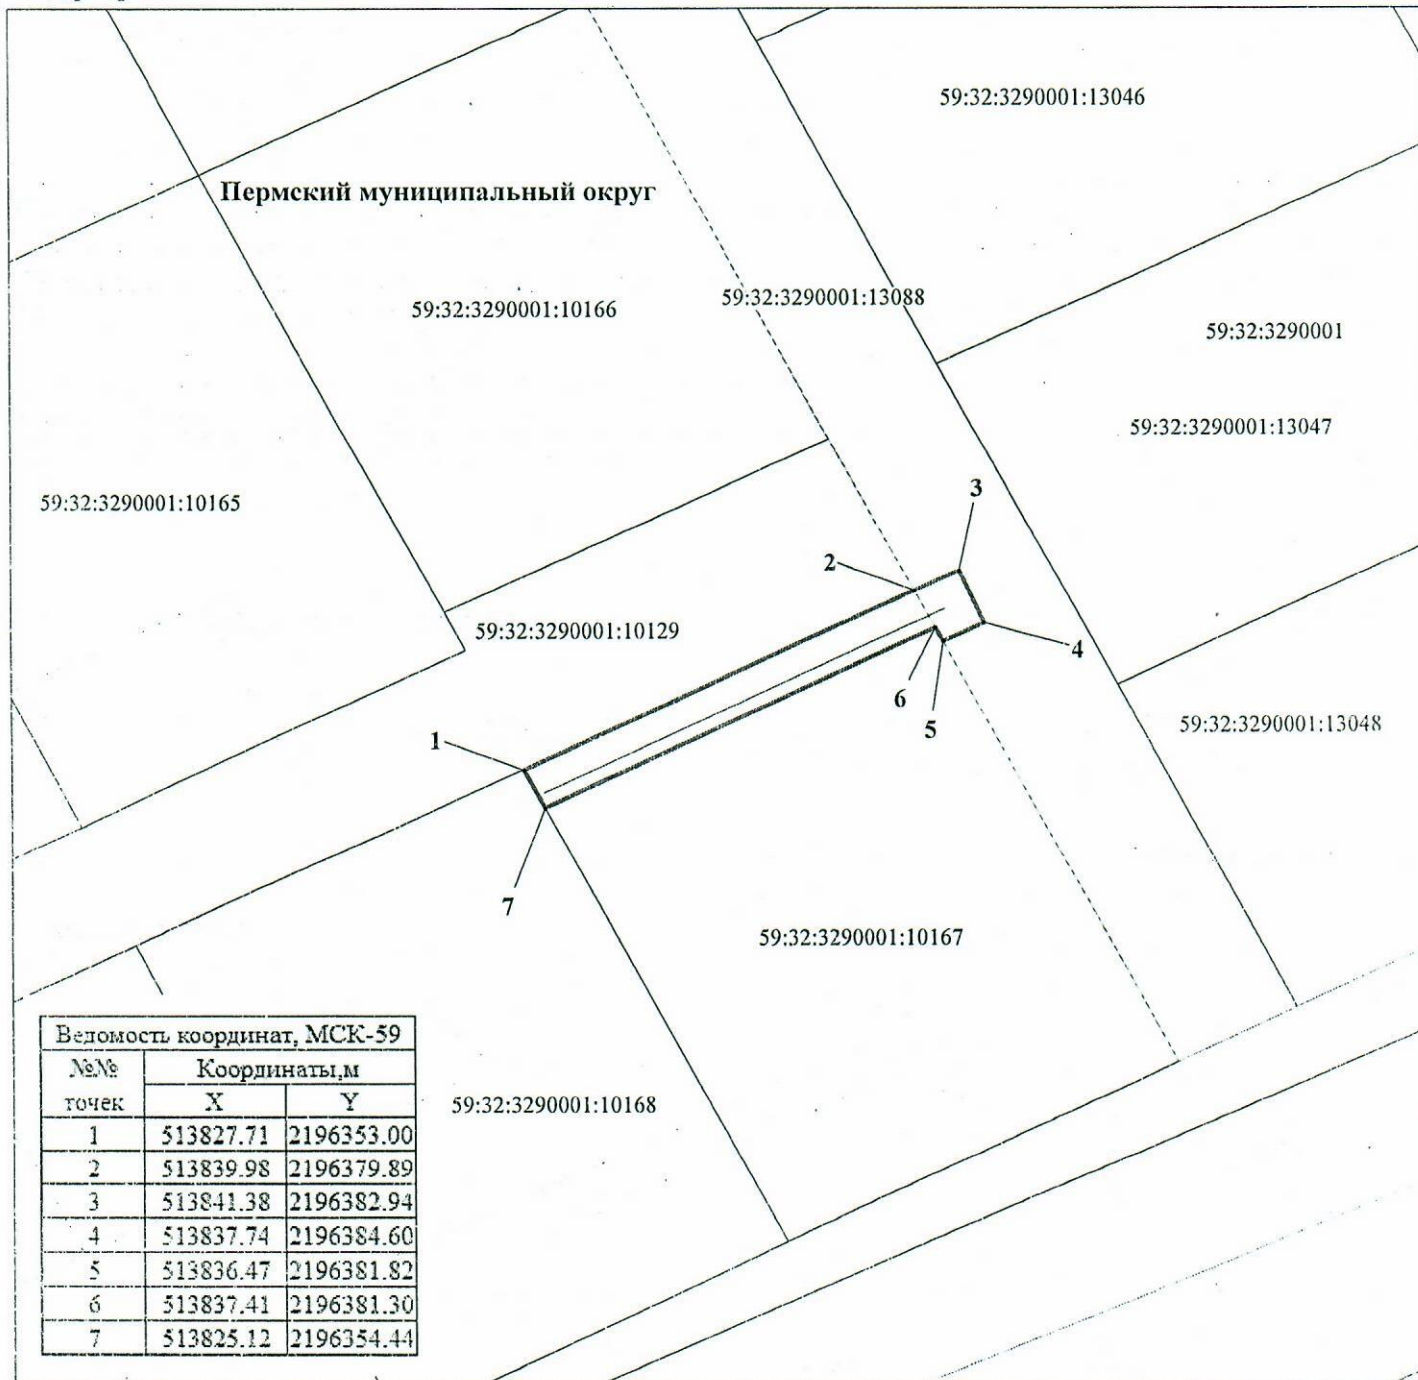 59:32:3290001:13046
Пермский муниципальный округ
59:32:3290001:13088
59:32:3290001:10166
59:32:3290001
59:32:3290001:13047
59:32:3290001:10165
3
2
59:32:3290001:10129
4
6
5
59:32:3290001:13048
1
7
59:32:3290001:10167
59:32:3290001:10168
Ведомость координат, МСК-59
№№ точек Координаты,м
X Y
1 513827.71 2196353.00
2 513839.98 2196379.89
3 513841.38 2196382.94
4 513837.74 2196384.60
5 513836.47 2196381.82
6 513837.41 2196381.30
7 513825.12 2196354.44